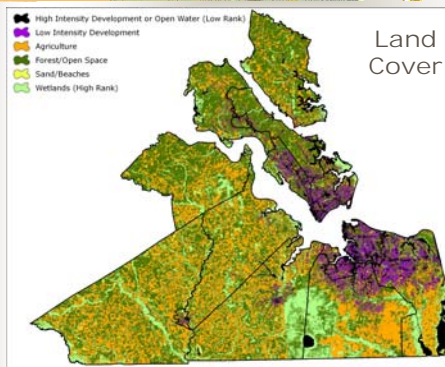 High Intensity Development or Open Water (Low Rank)
Low Intensity Development
Agriculture
Forest/Open Space
Sand/Beaches
Wetlands (High Rank)
Land
Cover